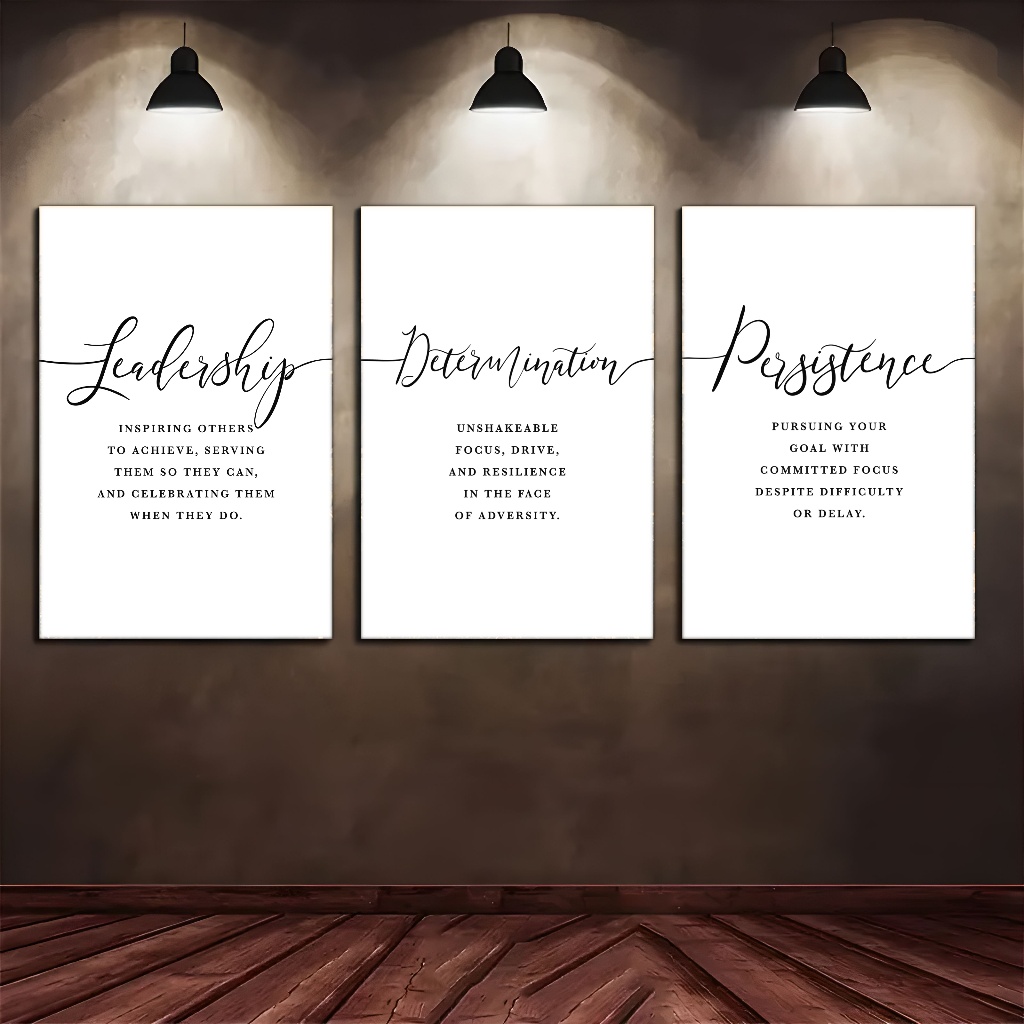 Leadership
INSPIRING OTHERS
TO ACHIEVE, SERVING
THEM SO THEY CAN,
AND CELEBRATING THEM
WHEN THEY DO.
Determination
UNSHAKEABLE
FOCUS, DRIVE,
AND RESILIENCE
IN THE FACE
OF ADVERSITY.
Persistence
PURSUING YOUR
GOAL WITH
COMMITTED FOCUS
DESPITE DIFFICULTY
OR DELAY.